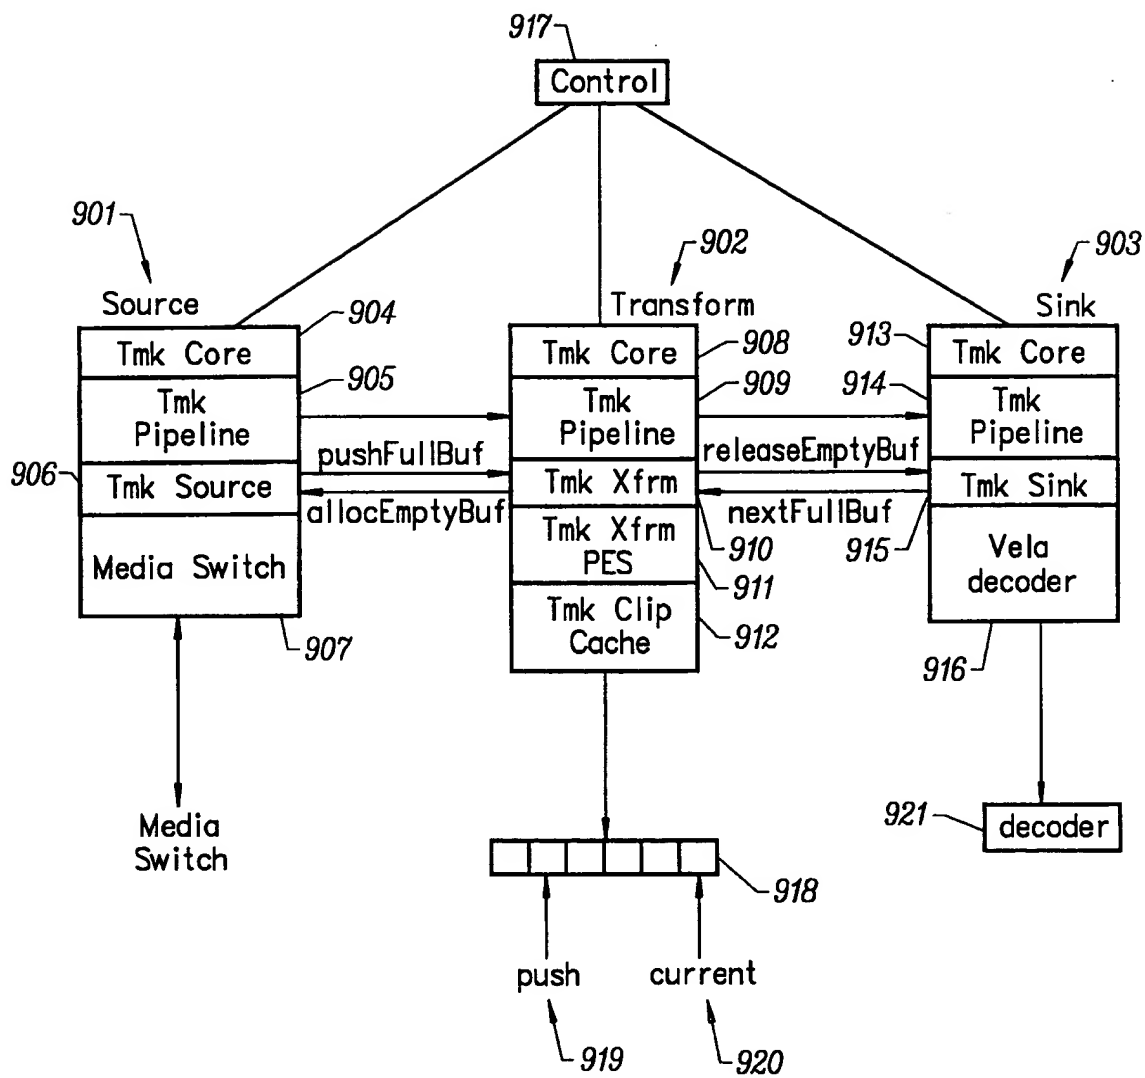 917
Control
901
902
903
Source
Transform
Sink
904
Tmk Core
Tmk Core
908
913
Tmk Core
905
Tmk
Pipeline
909
Tmk
Pipeline
914
Tmk
Pipeline
pushFullBuf
releaseEmptyBuf
906
Tmk Source
Tmk Xfrm
Tmk Sink
allocEmptyBuf
nextFullBuf
910
915
Media Switch
Tmk Xfrm
PES
911
Vela
decoder
907
Tmk Clip
Cache
912
916
Media
Switch
921
decoder
918
push
current
919
920